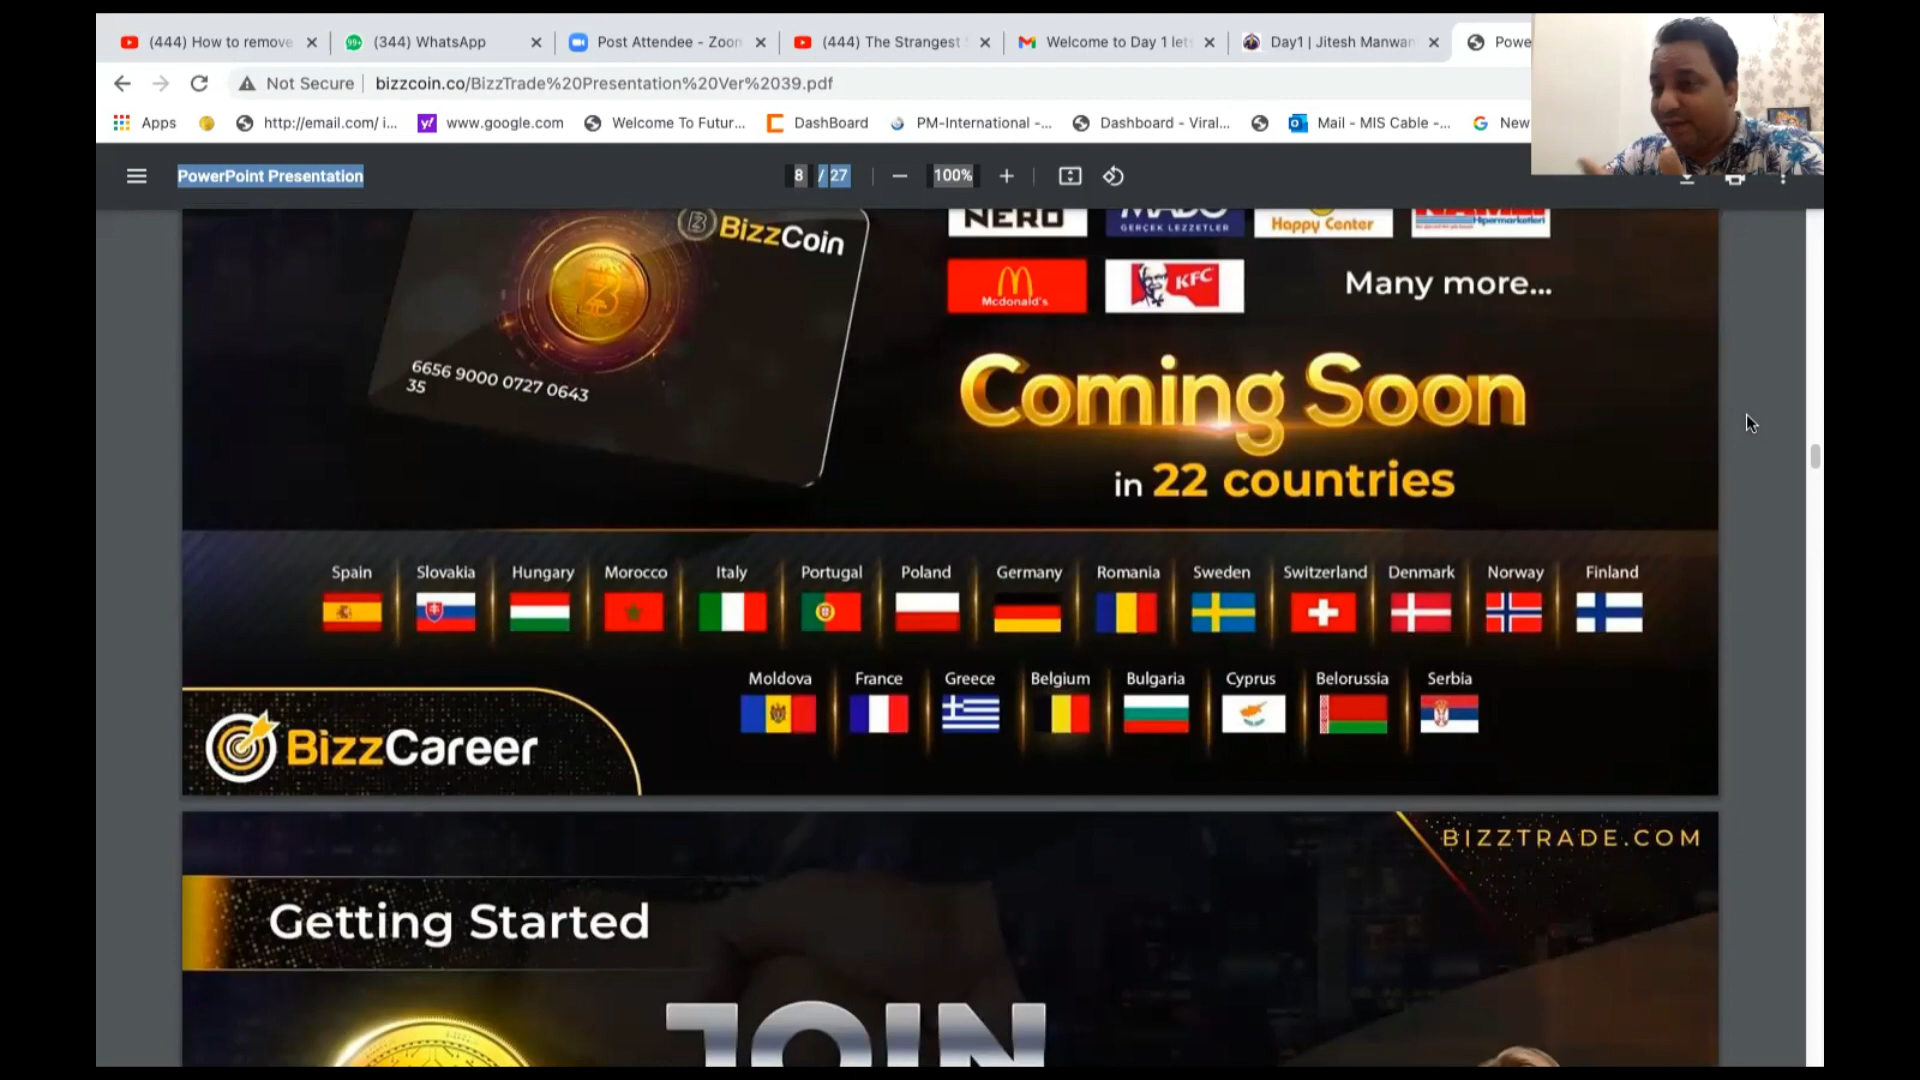 (444) How to remove
(344) WhatsApp
Post Attendee - Zoom
(444) The Strangest
Welcome to Day 1 let
Day1 | Jitesh Manwan
Powe
Not Secure
bizzcoin.co/BizzTrade%20Presentation%20Ver%2039.pdf
Apps
http://email.com/ i...
www.google.com
Welcome To Futur...
DashBoard
PM-International -...
Dashboard - Viral...
Mail - MIS Cable -...
New
PowerPoint Presentation
8 / 27
100%
BizzCoin
6656 9000 0727 0643
35
NERO
MADO
GERÇEK LEZZETLER
Happy Center
Hipermarketleri
Mcdonald's
KFC
Many more...
Coming Soon
in 22 countries
Spain Slovakia Hungary Morocco Italy Portugal Poland Germany Romania Sweden Switzerland Denmark Norway Finland
Moldova France Greece Belgium Bulgaria Cyprus Belorussia Serbia
BizzCareer
BIZZTRADE.COM
Getting Started
JOIN